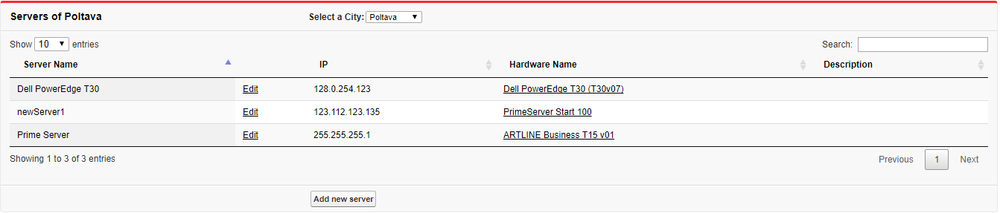 Servers of Poltava Select a City: Poltava
Show 10 entries Search:
Server Name IP Hardware Name Description
Dell PowerEdge T30 Edit 128.0.254.123 Dell PowerEdge T30 (T30v07)
newServer1 Edit 123.112.123.135 PrimeServer Start 100
Prime Server Edit 255.255.255.1 ARTLINE Business T15 v01
Showing 1 to 3 of 3 entries Previous 1 Next
Add new server